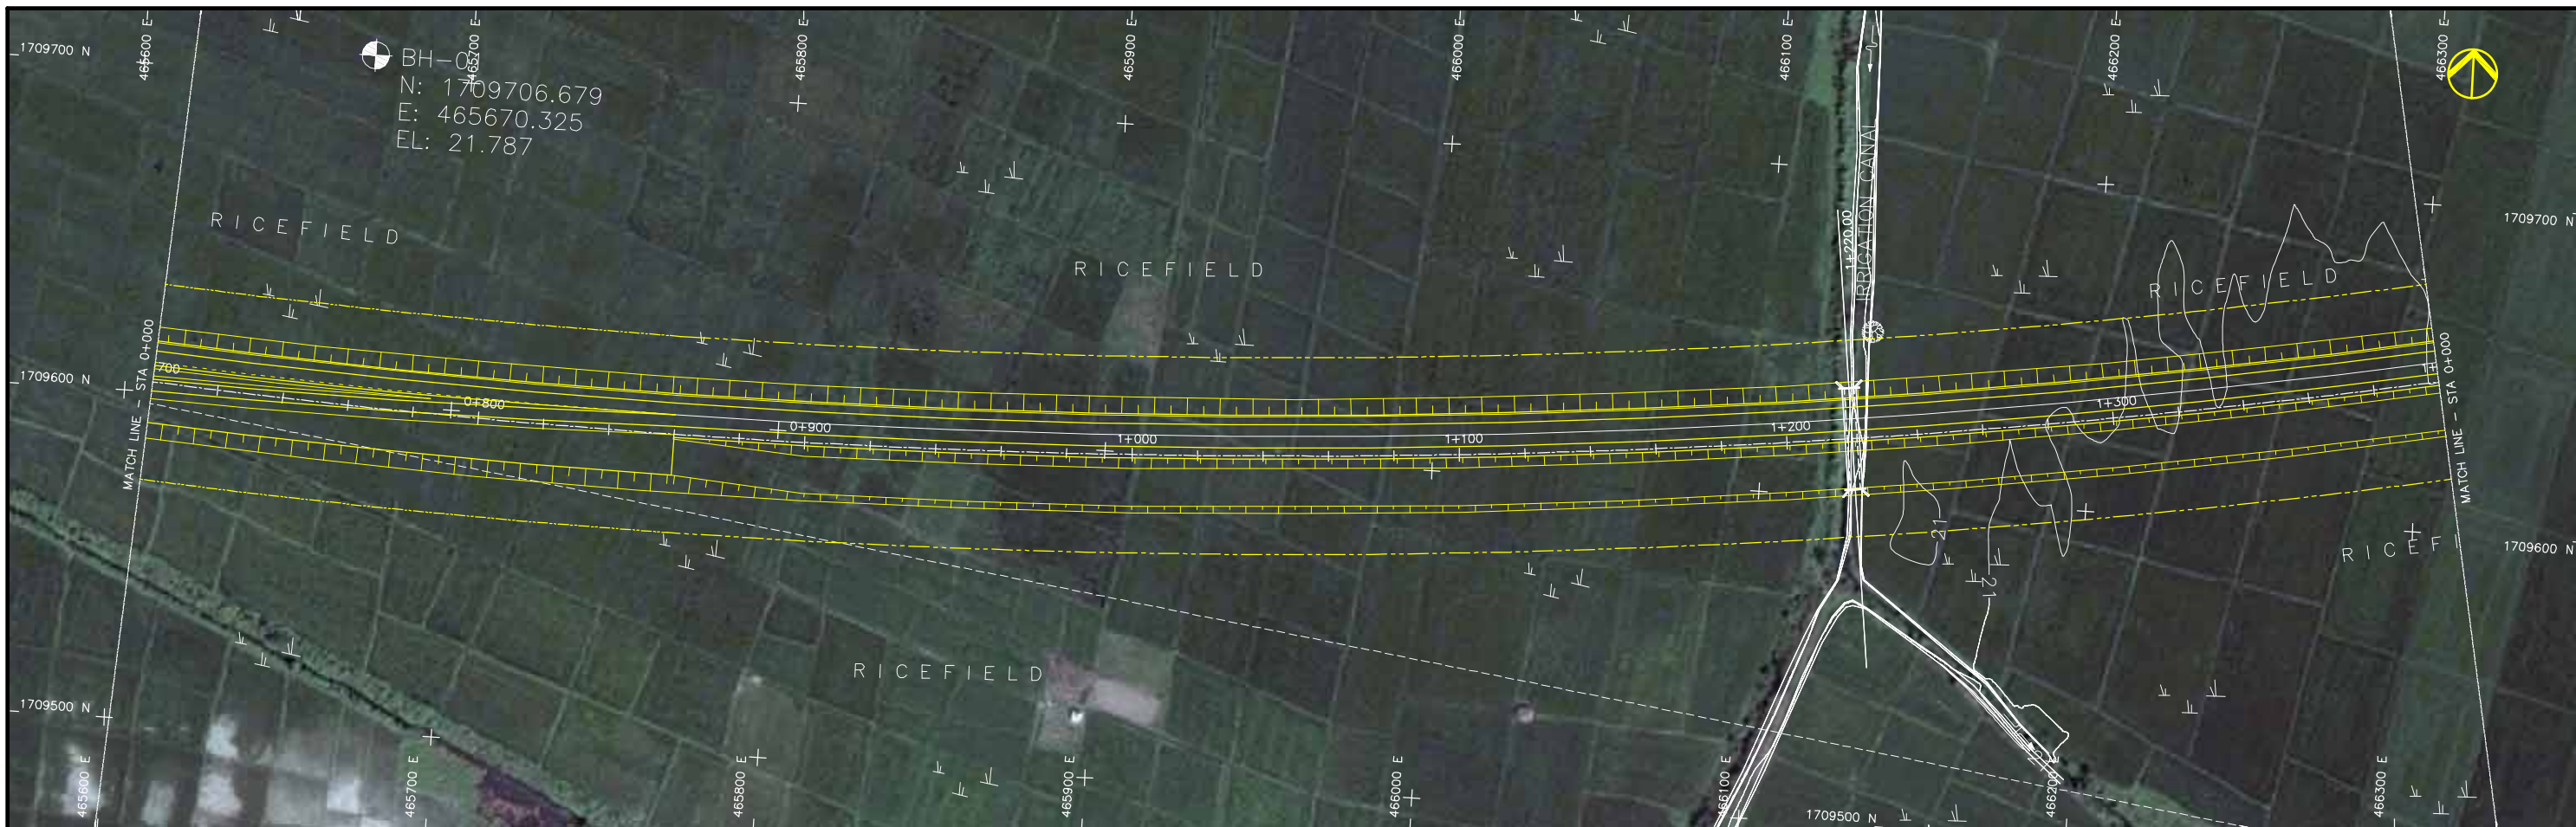 465600 E
465700 E
465800 E
465900 E
466000 E
466100 E
466200 E
466300 E
1709700 N
BH-0
N: 1709706.679
E: 465670.325
EL: 21.787
IRRIGATION CANAL
1+220.00
1709700 N
RICEFIELD
RICEFIELD
RICEFIELD
MATCH LINE - STA 0+000
MATCH LINE - STA 0+000
1709600 N
700
0+800
0+900
1+000
1+100
1+200
1+300
21
21
RICEFI
1709600 N
RICEFIELD
1709500 N
1709500 N
465600 E
465700 E
465800 E
465900 E
466000 E
466100 E
466200 E
466300 E